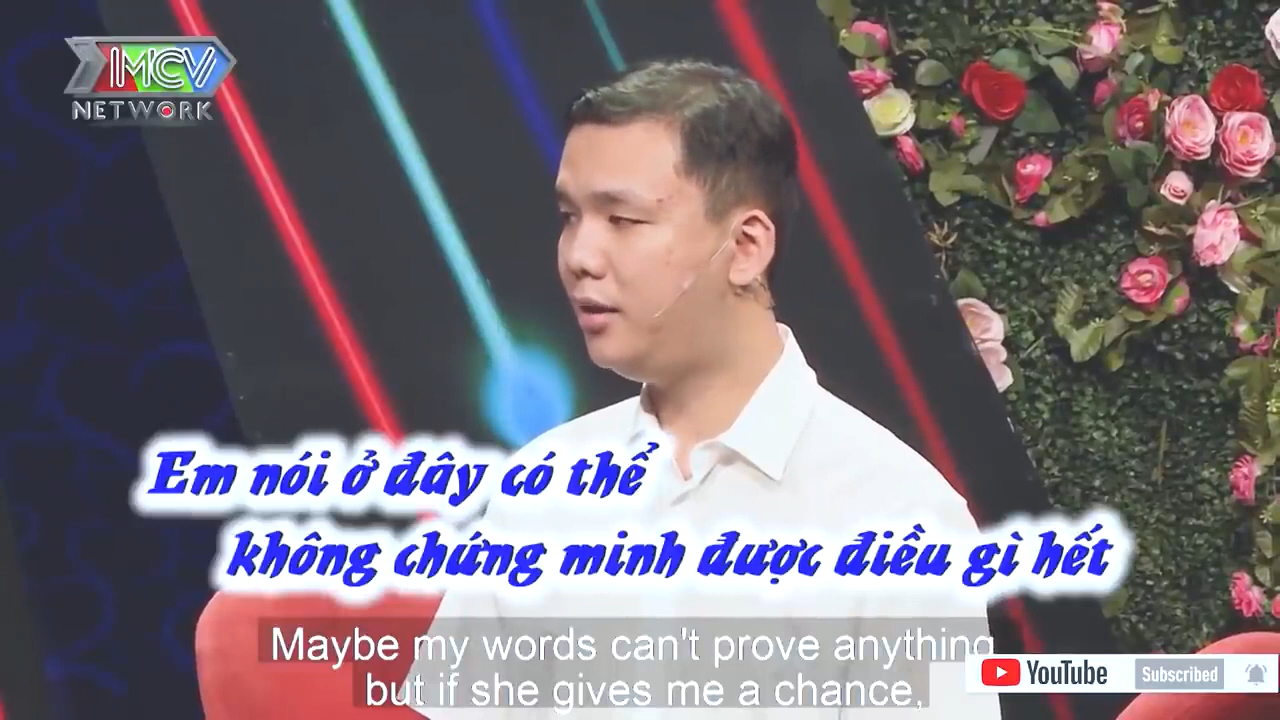 MCV
NETWORK
Em nói ở đây có thể
không chứng minh được điều gì hết
Maybe my words can't prove anything
but if she gives me a chance,
YouTube
Subscribed